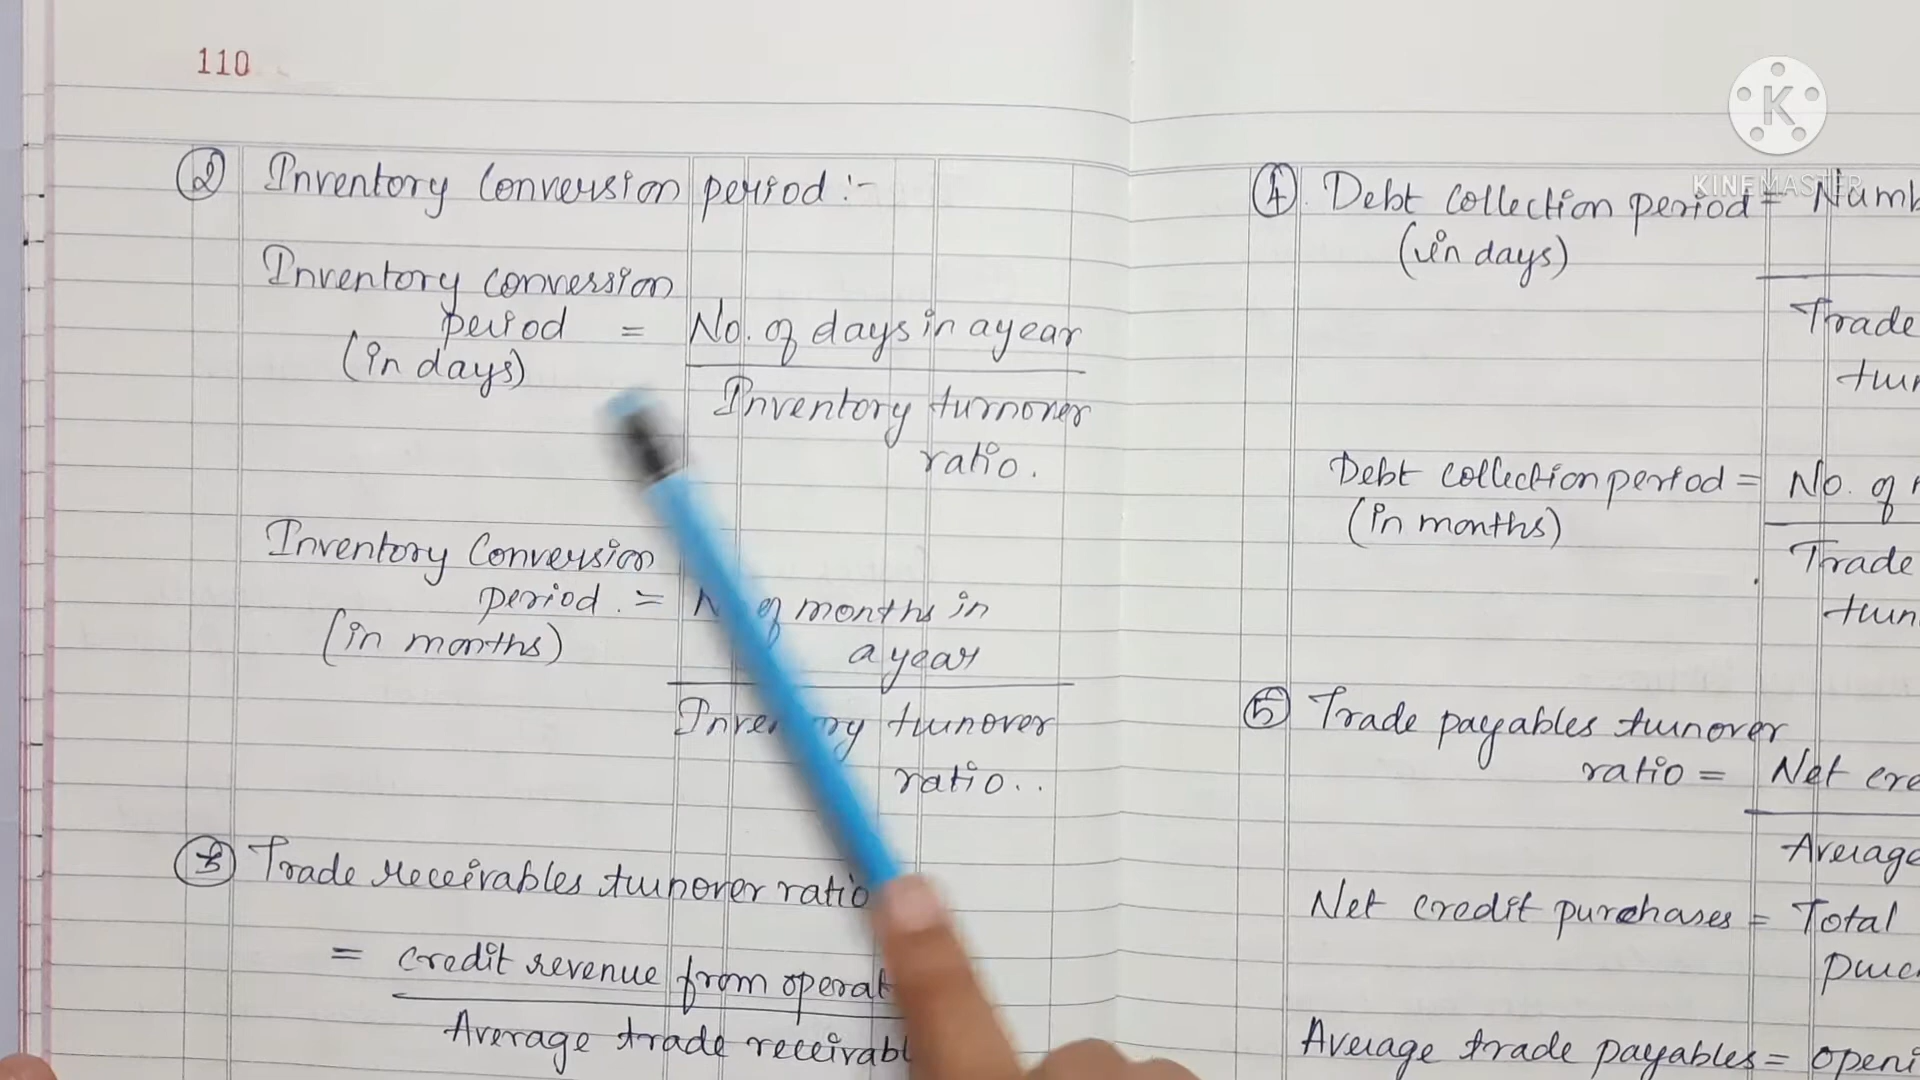 110
② Inventory Conversion period :-
Inventory conversion
period = No. of days in a year
(in days)
Inventory turnover
ratio.
Inventory Conversion
period . = of months in
(in months) a year
turnover
ratio..
③ Trade receivables turnover ratio
= credit revenue from
Average trade
K
KINEMASTER
④ Debt collection period =
(in days)
Trade
Debt collection period = No. of
(in months)
Trade
⑤ Trade payables turnover
ratio = Net
Average
Net credit purchases = Total
Average trade payables =